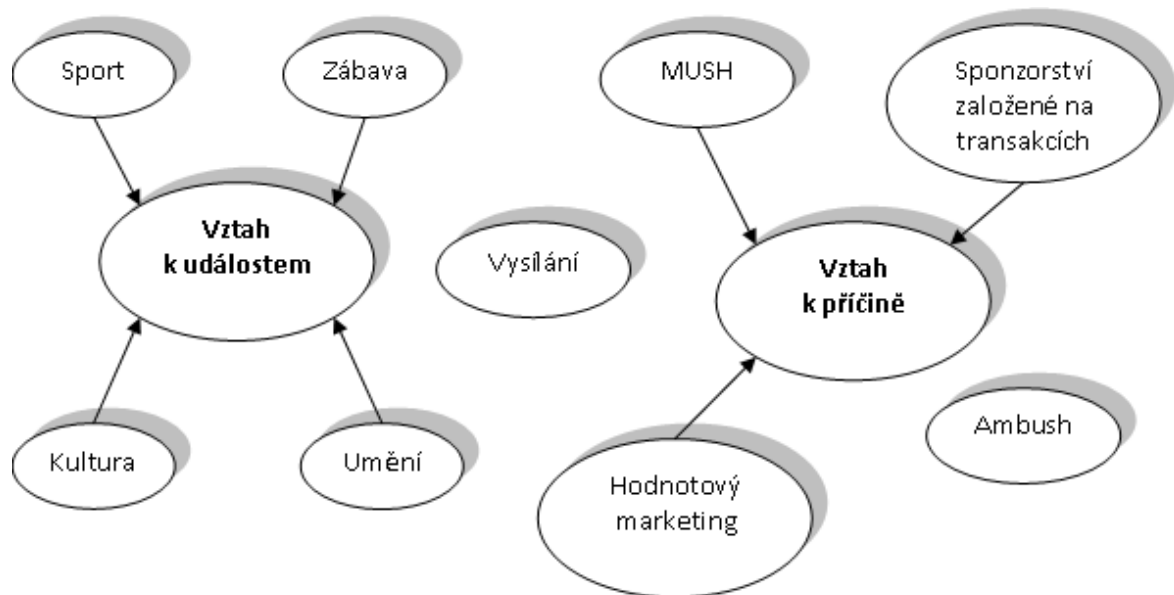 Sport
Zábava
MUSH
Sponzorství
založené na
transakcích
Vztah
k událostem
Vysílání
Vztah
k příčině
Kultura
Umění
Hodnotový
marketing
Ambush